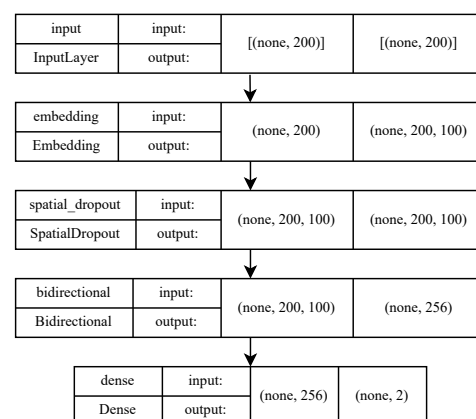 input input: [(none, 200)] [(none, 200)]
InputLayer output:
embedding input: (none, 200) (none, 200, 100)
Embedding output:
spatial_dropout input: (none, 200, 100) (none, 200, 100)
SpatialDropout output:
bidirectional input: (none, 200, 100) (none, 256)
Bidirectional output:
dense input: (none, 256) (none, 2)
Dense output: